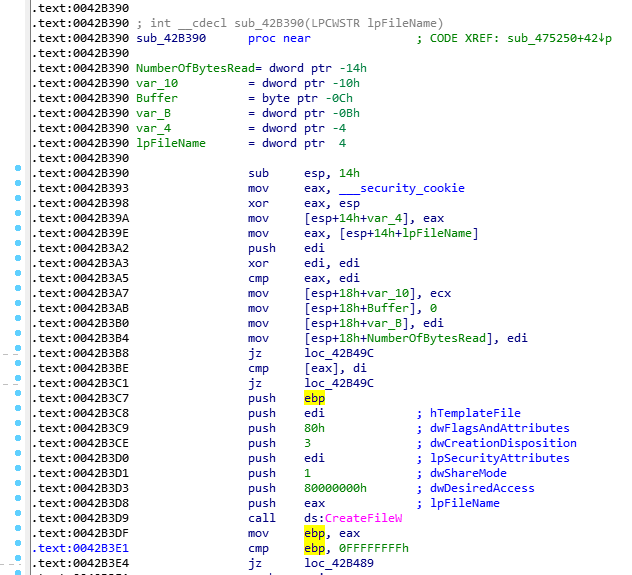 .text:0042B390
.text:0042B390 ; int __cdecl sub_42B390(LPCWSTR lpFileName)
.text:0042B390 sub_42B390 proc near ; CODE XREF: sub_475250+42↓p
.text:0042B390
.text:0042B390 NumberOfBytesRead= dword ptr -14h
.text:0042B390 var_10 = dword ptr -10h
.text:0042B390 Buffer = byte ptr -0Ch
.text:0042B390 var_B = dword ptr -0Bh
.text:0042B390 var_4 = dword ptr -4
.text:0042B390 lpFileName = dword ptr 4
.text:0042B390
.text:0042B390 sub esp, 14h
.text:0042B393 mov eax, ___security_cookie
.text:0042B398 xor eax, esp
.text:0042B39A mov [esp+14h+var_4], eax
.text:0042B39E mov eax, [esp+14h+lpFileName]
.text:0042B3A2 push edi
.text:0042B3A3 xor edi, edi
.text:0042B3A5 cmp eax, edi
.text:0042B3A7 mov [esp+18h+var_10], ecx
.text:0042B3AB mov [esp+18h+Buffer], 0
.text:0042B3B0 mov [esp+18h+var_B], edi
.text:0042B3B4 mov [esp+18h+NumberOfBytesRead], edi
.text:0042B3B8 jz loc_42B49C
.text:0042B3BE cmp [eax], di
.text:0042B3C1 jz loc_42B49C
.text:0042B3C7 push ebp
.text:0042B3C8 push edi ; hTemplateFile
.text:0042B3C9 push 80h ; dwFlagsAndAttributes
.text:0042B3CE push 3 ; dwCreationDisposition
.text:0042B3D0 push edi ; lpSecurityAttributes
.text:0042B3D1 push 1 ; dwShareMode
.text:0042B3D3 push 80000000h ; dwDesiredAccess
.text:0042B3D8 push eax ; lpFileName
.text:0042B3D9 call ds:CreateFileW
.text:0042B3DF mov ebp, eax
.text:0042B3E1 cmp ebp, 0FFFFFFFFh
.text:0042B3E4 jz loc_42B489